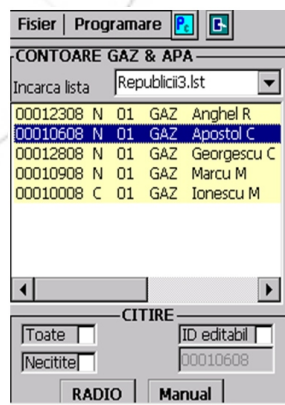 Fisier Programare Pc
CONTOARE GAZ & APA
Incarca lista Republicii3.lst
00012308 N 01 GAZ Anghel R
00010608 N 01 GAZ Apostol C
00012808 N 01 GAZ Georgescu C
00010908 N 01 GAZ Marcu M
00010008 C 01 GAZ Ionescu M
CITIRE
Toate ID editabil
Necitite 00010608
RADIO Manual